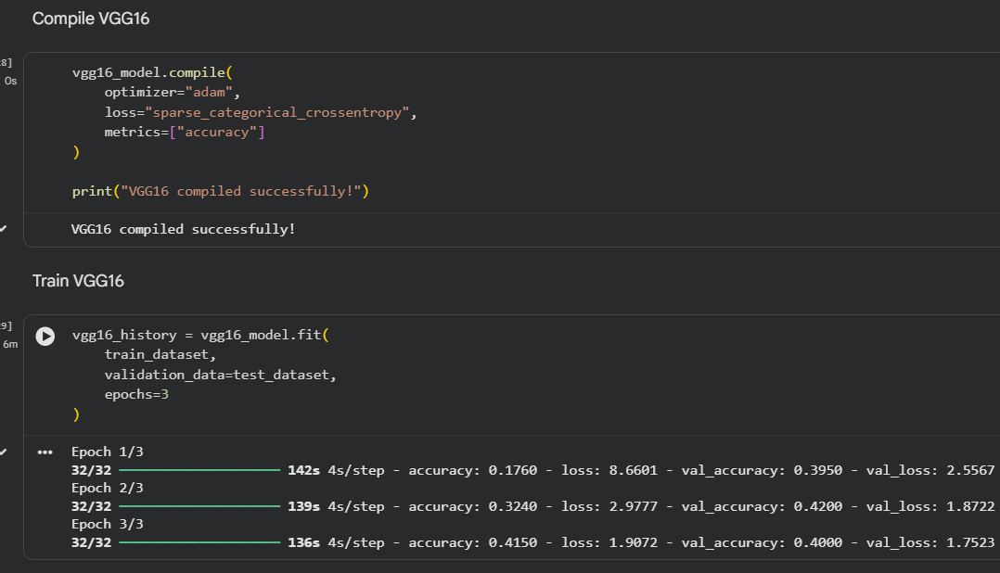 Compile VGG16
8]
0s
vgg16_model.compile(
    optimizer="adam",
    loss="sparse_categorical_crossentropy",
    metrics=["accuracy"]
)
print("VGG16 compiled successfully!")
VGG16 compiled successfully!
Train VGG16
9]
6m
vgg16_history = vgg16_model.fit(
    train_dataset,
    validation_data=test_dataset,
    epochs=3
)
Epoch 1/3
32/32 142s 4s/step - accuracy: 0.1760 - loss: 8.6601 - val_accuracy: 0.3950 - val_loss: 2.5567
Epoch 2/3
32/32 139s 4s/step - accuracy: 0.3240 - loss: 2.9777 - val_accuracy: 0.4200 - val_loss: 1.8722
Epoch 3/3
32/32 136s 4s/step - accuracy: 0.4150 - loss: 1.9072 - val_accuracy: 0.4000 - val_loss: 1.7523